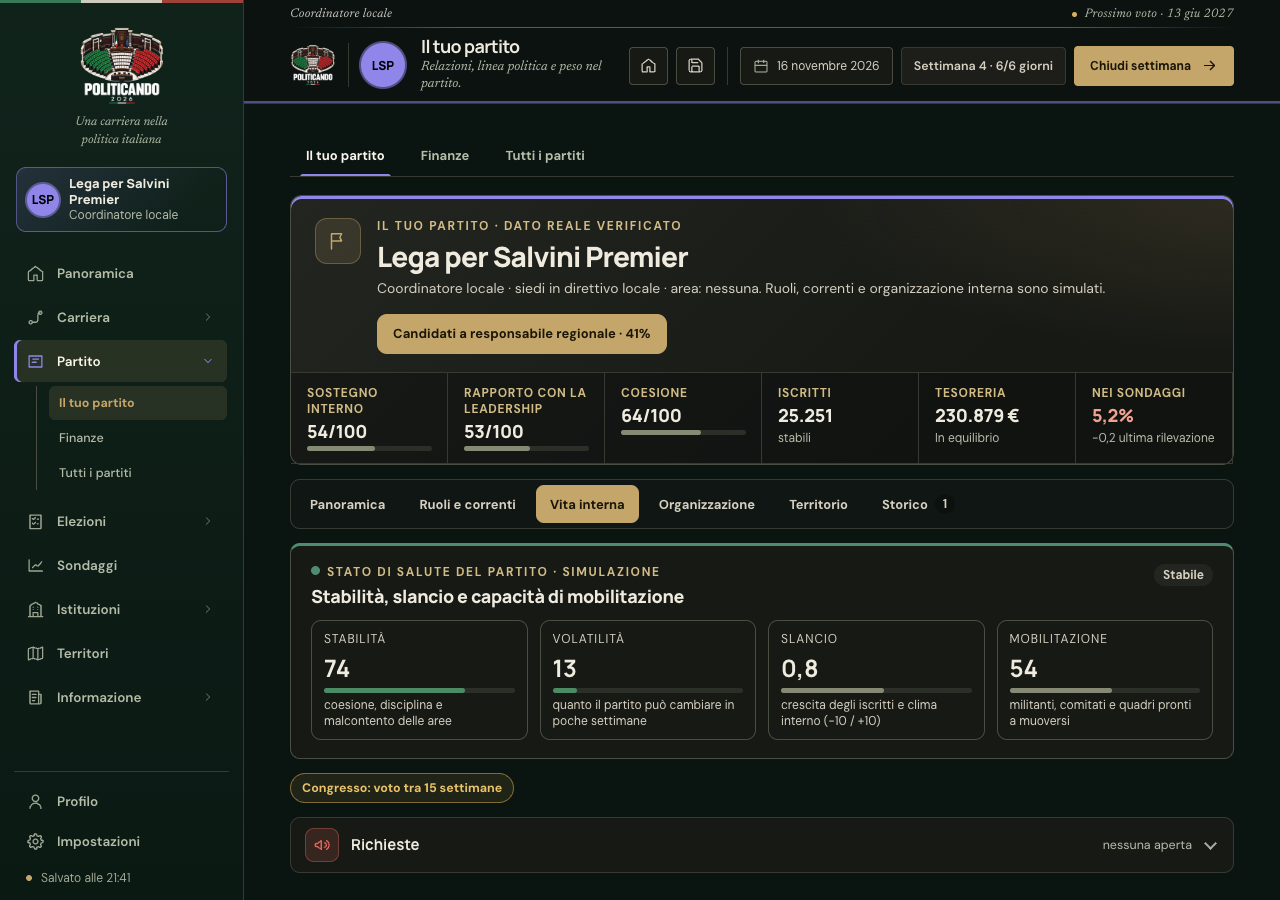 POLITICANDO
2026
Una carriera nella
politica italiana
LSP
Lega per Salvini
Premier
Coordinatore locale
Panoramica
Carriera
Partito
Il tuo partito
Finanze
Tutti i partiti
Elezioni
Sondaggi
Istituzioni
Territori
Informazione
Profilo
Impostazioni
Salvato alle 21:41
Coordinatore locale
Prossimo voto · 13 giu 2027
POLITICANDO
LSP
Il tuo partito
Relazioni, linea politica e peso nel
partito.
16 novembre 2026
Settimana 4 · 6/6 giorni
Chiudi settimana
Il tuo partito
Finanze
Tutti i partiti
IL TUO PARTITO · DATO REALE VERIFICATO
Lega per Salvini Premier
Coordinatore locale · siedi in direttivo locale · area: nessuna. Ruoli, correnti e organizzazione interna sono simulati.
Candidati a responsabile regionale · 41%
SOSTEGNO
INTERNO
54/100
RAPPORTO CON LA
LEADERSHIP
53/100
COESIONE
64/100
ISCRITTI
25.251
stabili
TESORERIA
230.879 €
In equilibrio
NEI SONDAGGI
5,2%
−0,2 ultima rilevazione
Panoramica
Ruoli e correnti
Vita interna
Organizzazione
Territorio
Storico 1
STATO DI SALUTE DEL PARTITO · SIMULAZIONE
Stabile
Stabilità, slancio e capacità di mobilitazione
STABILITÀ
74
coesione, disciplina e
malcontento delle aree
VOLATILITÀ
13
quanto il partito può cambiare in
poche settimane
SLANCIO
0,8
crescita degli iscritti e clima
interno (−10 / +10)
MOBILITAZIONE
54
militanti, comitati e quadri pronti
a muoversi
Congresso: voto tra 15 settimane
Richieste
nessuna aperta